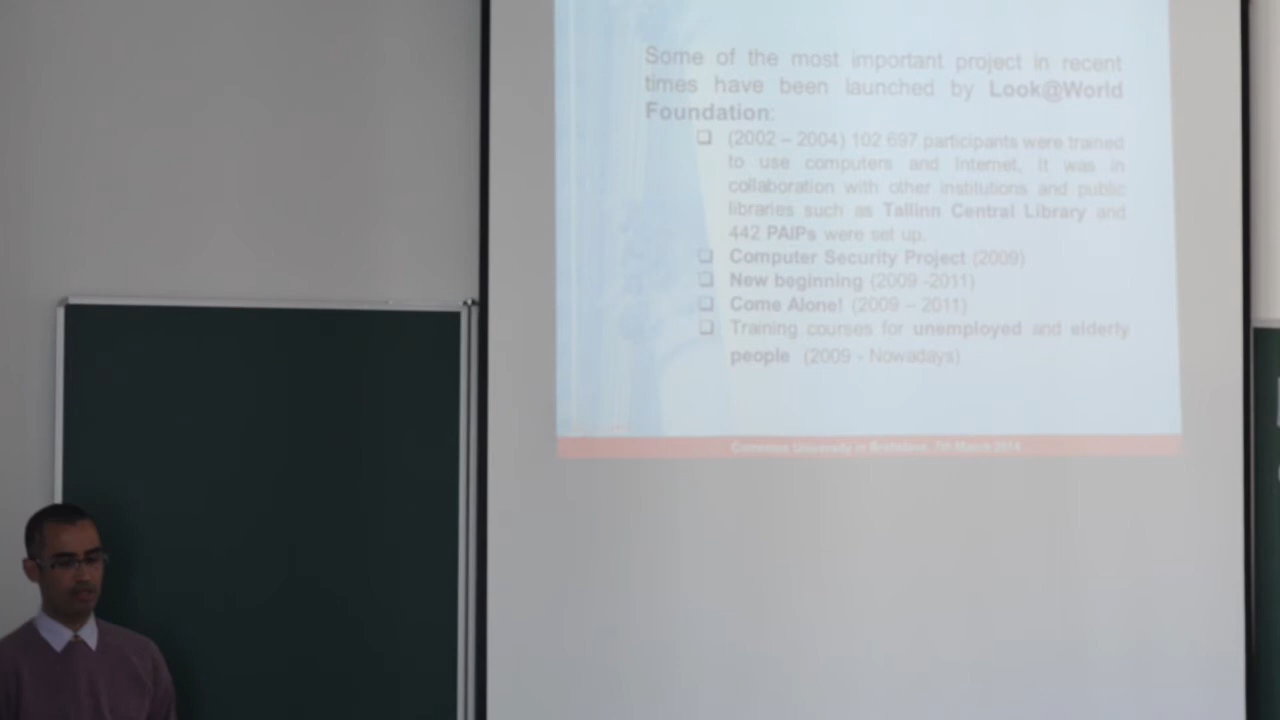 Some of the most important project in recent
times have been launched by Look@World
Foundation:
❑ (2002 – 2004) 102 697 participants were trained
to use computers and Internet, It was in
collaboration with other institutions and public
libraries such as Tallinn Central Library and
442 PAIPs were set up.
❑ Computer Security Project (2009)
❑ New beginning (2009 -2011)
❑ Come Alone! (2009 – 2011)
❑ Training courses for unemployed and elderly
people (2009 - Nowadays)
Comenius University in Bratislava, 7th March 2014